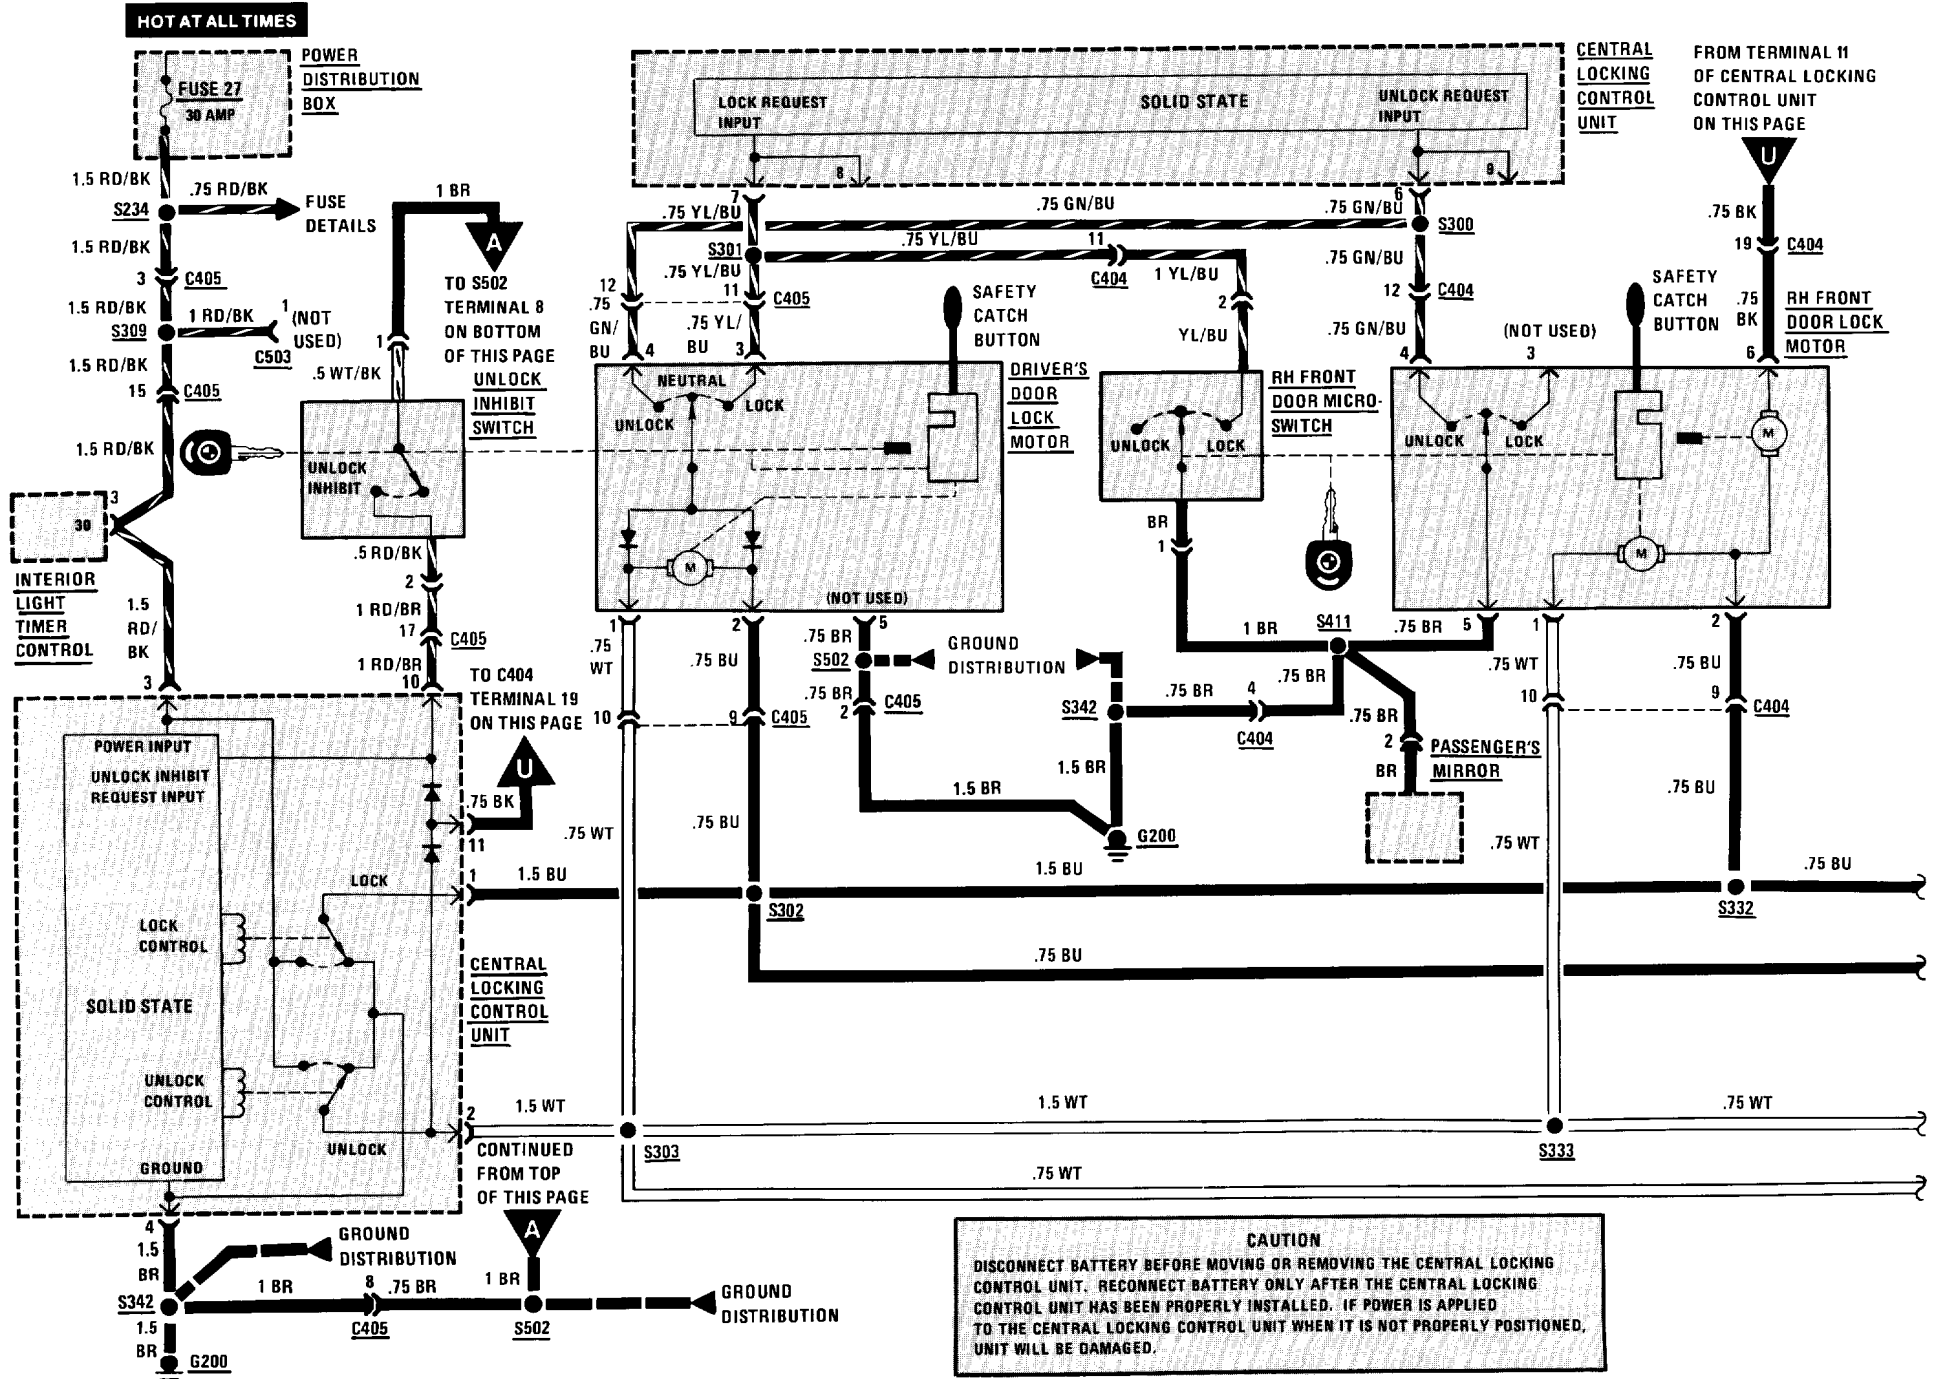 HOT AT ALL TIMES
POWER
DISTRIBUTION
BOX
FUSE 27
30 AMP
1.5 RD/BK
.75 RD/BK
S234
FUSE
DETAILS
1.5 RD/BK
3
C405
1.5 RD/BK
S309
1 RD/BK
1
(NOT
USED)
C503
1.5 RD/BK
15
C405
1.5 RD/BK
3
30
INTERIOR
LIGHT
TIMER
CONTROL
1.5
RD/
BK
3
1 BR
A
TO S502
TERMINAL 8
ON BOTTOM
OF THIS PAGE
1
.5 WT/BK
UNLOCK
INHIBIT
SWITCH
UNLOCK
INHIBIT
.5 RD/BK
2
1 RD/BR
17
C405
1 RD/BR
10
CENTRAL
LOCKING
CONTROL
UNIT
LOCK REQUEST
INPUT
SOLID STATE
UNLOCK REQUEST
INPUT
8
9
7
6
FROM TERMINAL 11
OF CENTRAL LOCKING
CONTROL UNIT
ON THIS PAGE
U
.75 YL/BU
.75 GN/BU
.75 GN/BU
S300
S301
.75 YL/BU
11
C404
1 YL/BU
.75 YL/BU
.75 GN/BU
.75 BK
19
C404
12
.75
GN/
BU
11
C405
.75 YL/
BU
4
3
SAFETY
CATCH
BUTTON
2
YL/BU
12
C404
.75 GN/BU
4
(NOT USED)
3
SAFETY
CATCH
BUTTON
.75
BK
6
RH FRONT
DOOR LOCK
MOTOR
NEUTRAL
UNLOCK
LOCK
M
(NOT USED)
DRIVER'S
DOOR
LOCK
MOTOR
RH FRONT
DOOR MICRO-
SWITCH
UNLOCK
LOCK
UNLOCK
LOCK
M
M
BR
1
1
.75
WT
2
.75 BU
5
.75 BR
S502
GROUND
DISTRIBUTION
.75 BR
2
C405
10
9
C405
1 BR
S411
.75 BR
5
.75 BR
S342
.75 BR
4
C404
.75 BR
2
BR
PASSENGER'S
MIRROR
1
.75 WT
10
2
.75 BU
9
C404
1.5 BR
1.5 BR
G200
.75 WT
.75 BU
.75 WT
.75 BU
TO C404
TERMINAL 19
ON THIS PAGE
U
.75 BK
11
POWER INPUT
UNLOCK INHIBIT
REQUEST INPUT
LOCK
LOCK
CONTROL
SOLID STATE
UNLOCK
CONTROL
UNLOCK
GROUND
1
1.5 BU
S302
1.5 BU
S332
.75 BU
CENTRAL
LOCKING
CONTROL
UNIT
.75 BU
2
1.5 WT
S303
1.5 WT
S333
.75 WT
.75 WT
CONTINUED
FROM TOP
OF THIS PAGE
A
4
1.5
BR
GROUND
DISTRIBUTION
S342
1 BR
8
C405
.75 BR
1 BR
S502
GROUND
DISTRIBUTION
1.5
BR
G200
CAUTION
DISCONNECT BATTERY BEFORE MOVING OR REMOVING THE CENTRAL LOCKING
CONTROL UNIT. RECONNECT BATTERY ONLY AFTER THE CENTRAL LOCKING
CONTROL UNIT HAS BEEN PROPERLY INSTALLED. IF POWER IS APPLIED
TO THE CENTRAL LOCKING CONTROL UNIT WHEN IT IS NOT PROPERLY POSITIONED,
UNIT WILL BE DAMAGED.